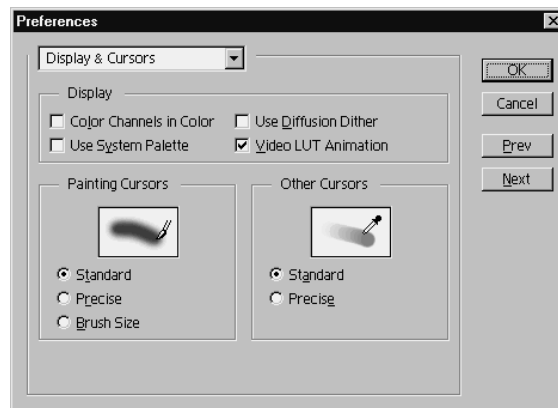 Preferences
Display & Cursors
OK
Cancel
Prev
Next
Display
Color Channels in Color
Use Diffusion Dither
Use System Palette
Video LUT Animation
Painting Cursors
Standard
Precise
Brush Size
Other Cursors
Standard
Precise